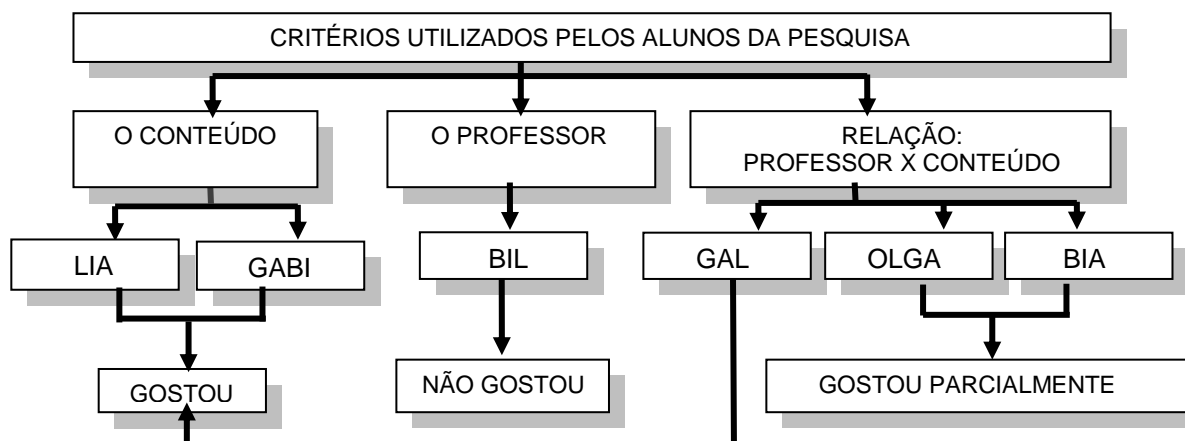 CRITÉRIOS UTILIZADOS PELOS ALUNOS DA PESQUISA
O CONTEÚDO
O PROFESSOR
RELAÇÃO:
PROFESSOR X CONTEÚDO
LIA
GABI
BIL
GAL
OLGA
BIA
GOSTOU
NÃO GOSTOU
GOSTOU PARCIALMENTE